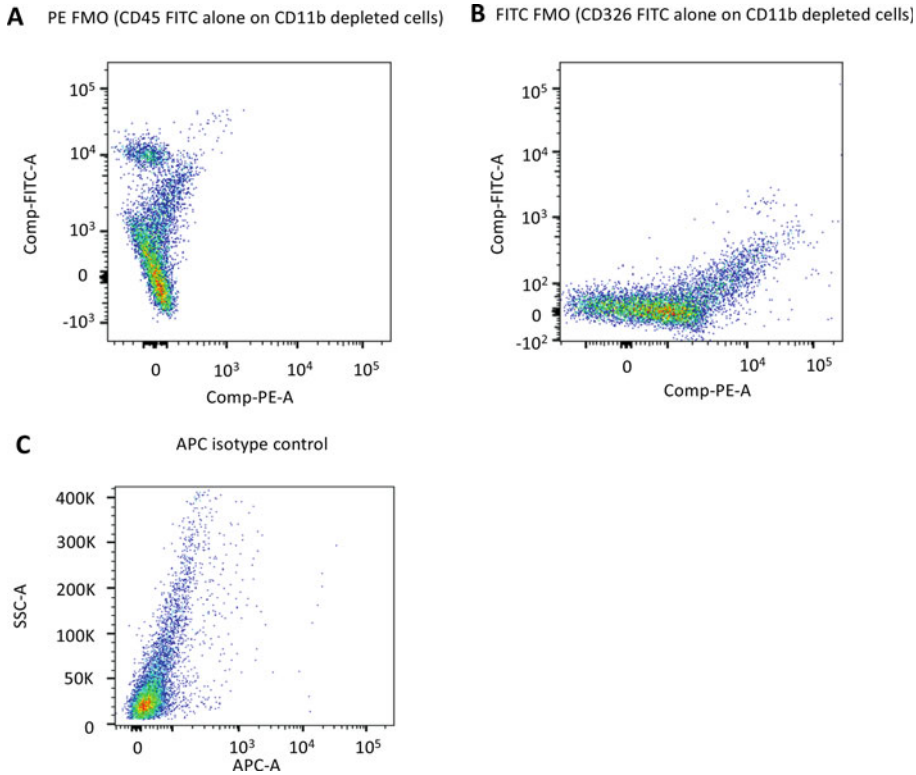 A PE FMO (CD45 FITC alone on CD11b depleted cells)
10⁵
10⁴
10³
0
-10³
Comp-FITC-A
0 10³ 10⁴ 10⁵
Comp-PE-A
B FITC FMO (CD326 FITC alone on CD11b depleted cells)
10⁵
10⁴
10³
10²
0
-10²
Comp-FITC-A
0 10⁴ 10⁵
Comp-PE-A
C APC isotype control
400K
300K
200K
100K
50K
0
SSC-A
0 10³ 10⁴ 10⁵
APC-A